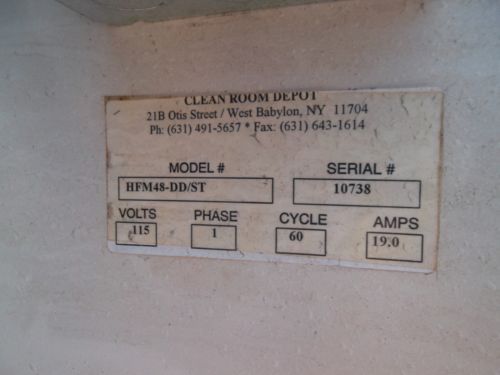 CLEAN ROOM DEPOT
21B Otis Street / West Babylon, NY 11704
Ph: (631) 491-5657 * Fax: (631) 643-1614
MODEL # SERIAL #
HFM48-DD/ST 10738
VOLTS PHASE CYCLE AMPS
115 1 60 19.0